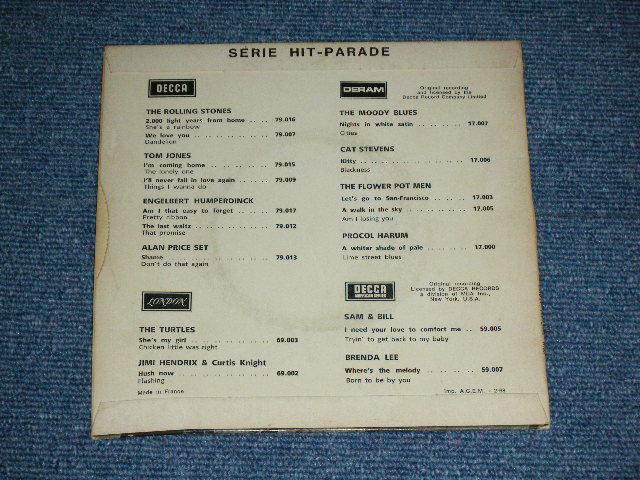 SÉRIE HIT-PARADE
DECCA
THE ROLLING STONES
2.000 light years from home . . . . 79.016
She's a rainbow
We love you . . . . . . . . . . . . . . 79.007
Dandelion
TOM JONES
I'm coming home . . . . . . . . . . 79.015
The lonely one
I'll never fall in love again . . . . . 79.009
Things I wanna do
ENGELBERT HUMPERDINCK
Am I that easy to forget . . . . . 79.017
Pretty ribbon
The last waltz . . . . . . . . . . . . . 79.012
That promise
ALAN PRICE SET
Shame . . . . . . . . . . . . . . . . . . 79.013
Don't do that again
LONDON
THE TURTLES
She's my girl . . . . . . . . . . . . . . 69.003
Chicken little was right
JIMI HENDRIX & Curtis Knight
Hush now . . . . . . . . . . . . . . . . 69.002
Flashing
Made in France
DERAM
Original recording
and licensed by the
Decca Record Company Limited
THE MOODY BLUES
Nights in white satin . . . . . . . . . 17.007
Cities
CAT STEVENS
Kitty . . . . . . . . . . . . . . . . . . . . 17.006
Blackness
THE FLOWER POT MEN
Let's go to San-Francisco . . . . . 17.003
A walk in the sky . . . . . . . . . . . 17.005
Am I losing you
PROCOL HARUM
A whiter shade of pale . . . . . . . 17.000
Lime street blues
DECCA
AMERICAN SERIES
Original recording
Licensed by DECCA RECORDS
a division of MCA Inc.,
New York, U.S.A.
SAM & BILL
I need your love to comfort me . . 59.005
Tryin' to get back to my baby
BRENDA LEE
Where's the melody . . . . . . . . 59.007
Born to be by you
Imp. A.G.E.M. - 2-68